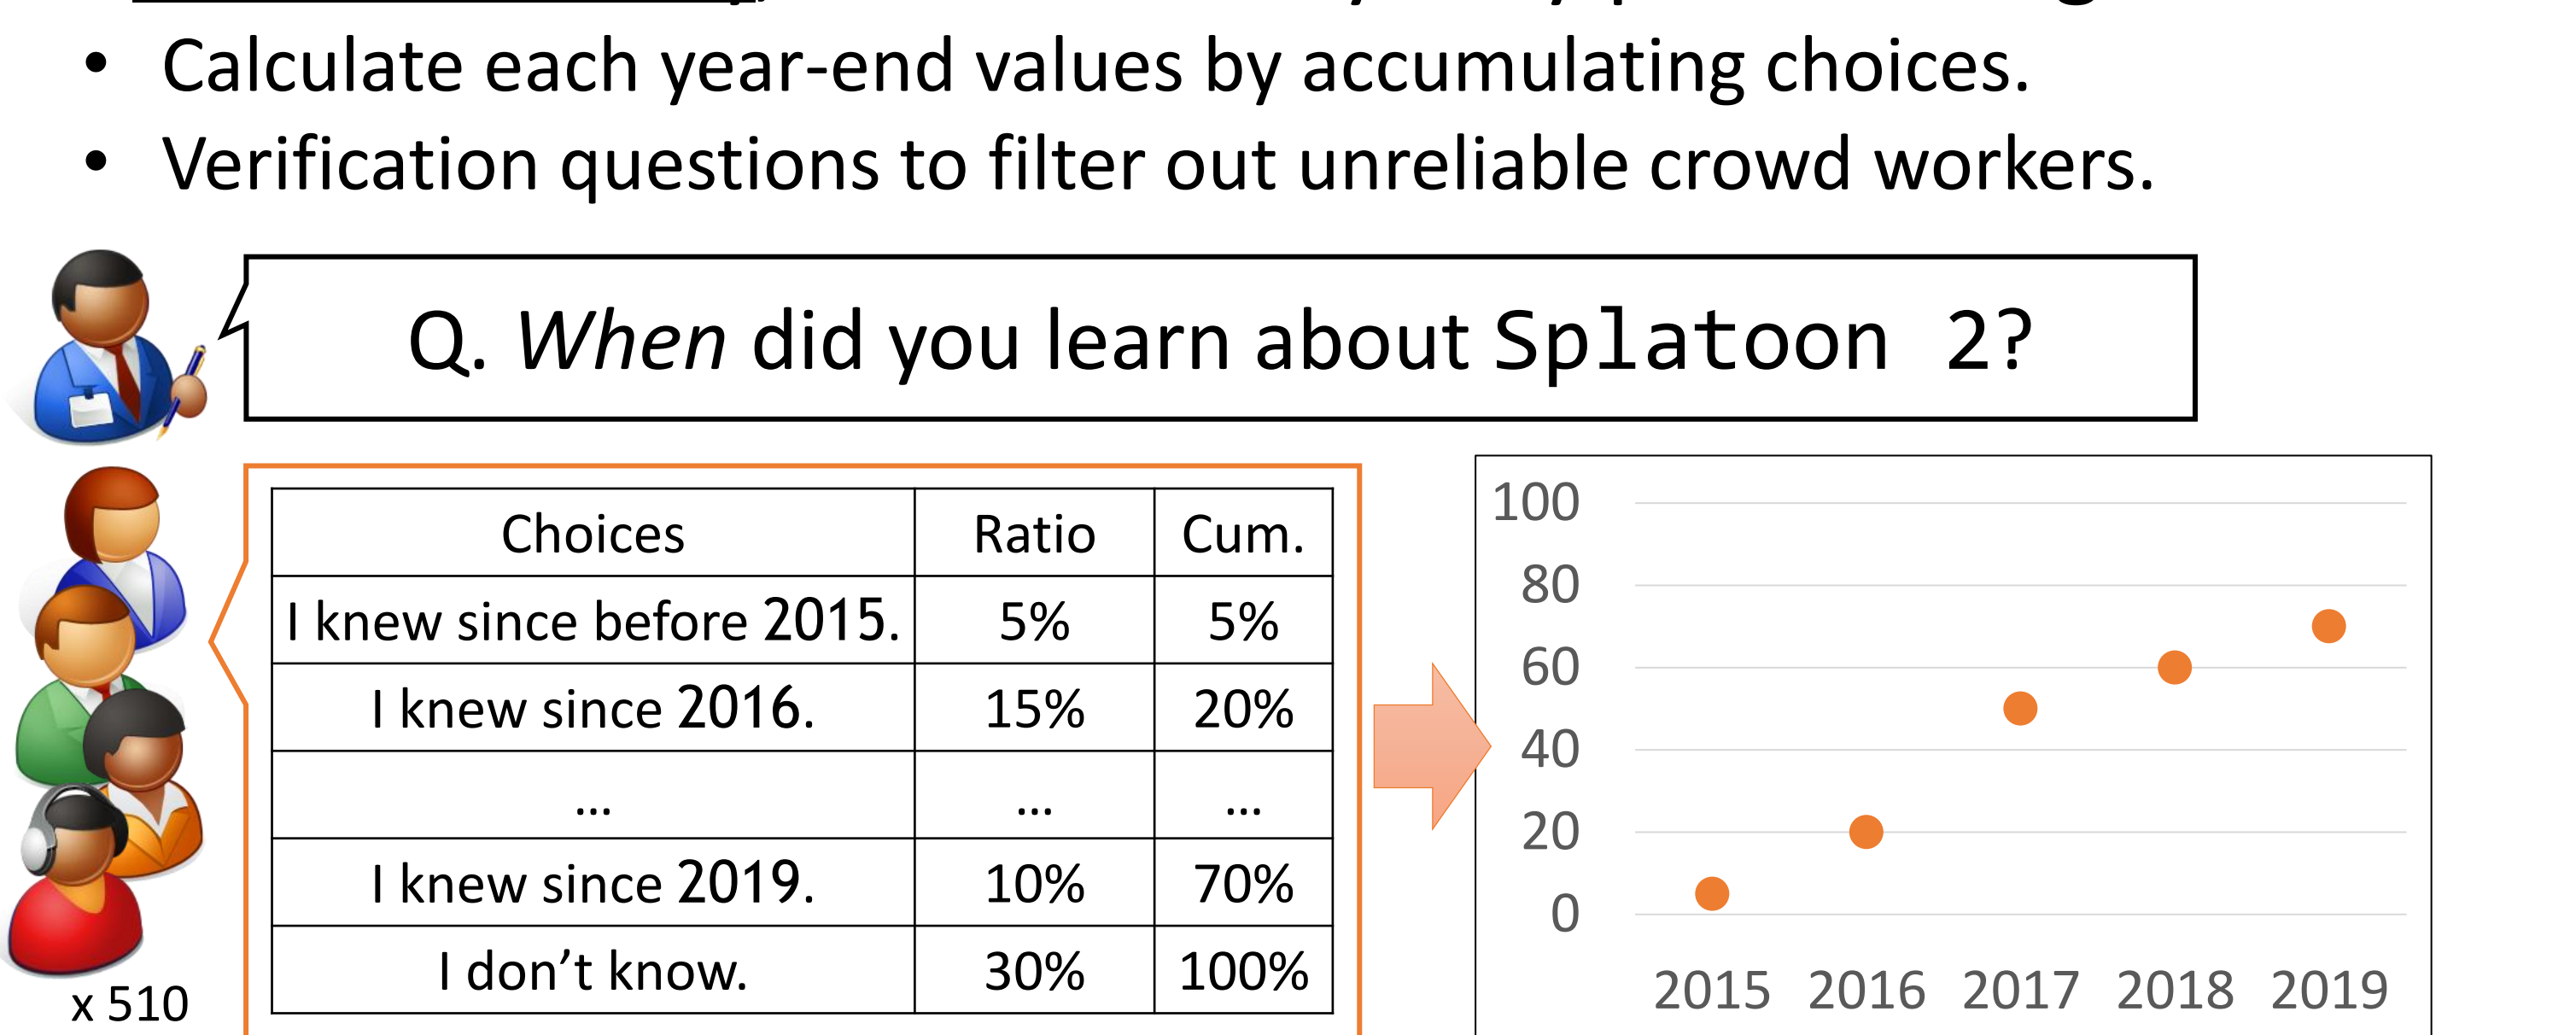 • Calculate each year-end values by accumulating choices.
• Verification questions to filter out unreliable crowd workers.
Q. When did you learn about Splatoon 2?
Choices Ratio Cum.
I knew since before 2015. 5% 5%
I knew since 2016. 15% 20%
... ... ...
I knew since 2019. 10% 70%
I don’t know. 30% 100%
x 510
100
80
60
40
20
0
2015 2016 2017 2018 2019